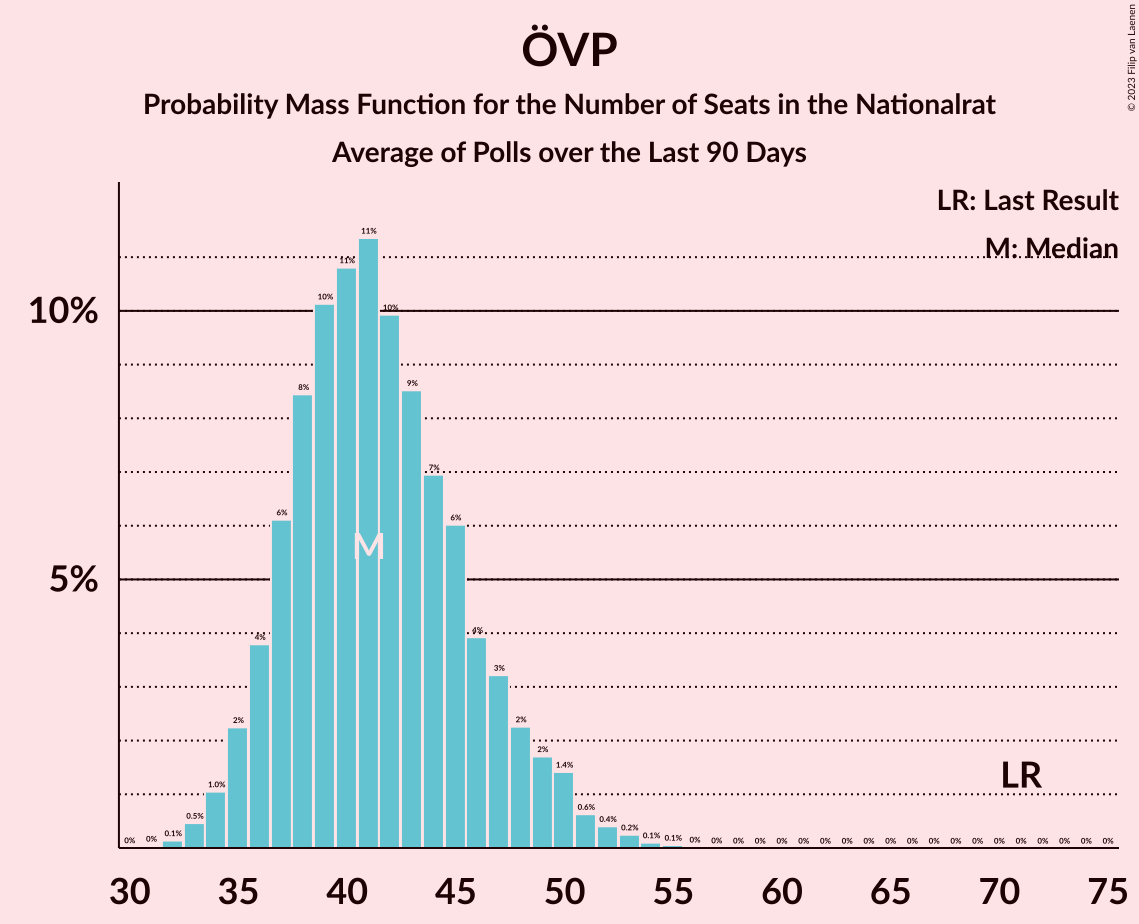 ÖVP
Probability Mass Function for the Number of Seats in the Nationalrat
Average of Polls over the Last 90 Days
© 2023 Filip van Laenen
LR: Last Result
M: Median
10%
5%
0% 0% 0.1% 0.5% 1.0% 2% 4% 6% 8% 10% 11% 11% 10% 9% 7% 6% 4% 3% 2% 2% 1.4% 0.6% 0.4% 0.2% 0.1% 0.1% 0% 0% 0% 0% 0% 0% 0% 0% 0% 0% 0% 0% 0% 0% 0% 0% 0% 0% 0% 0%
M
LR
30 35 40 45 50 55 60 65 70 75